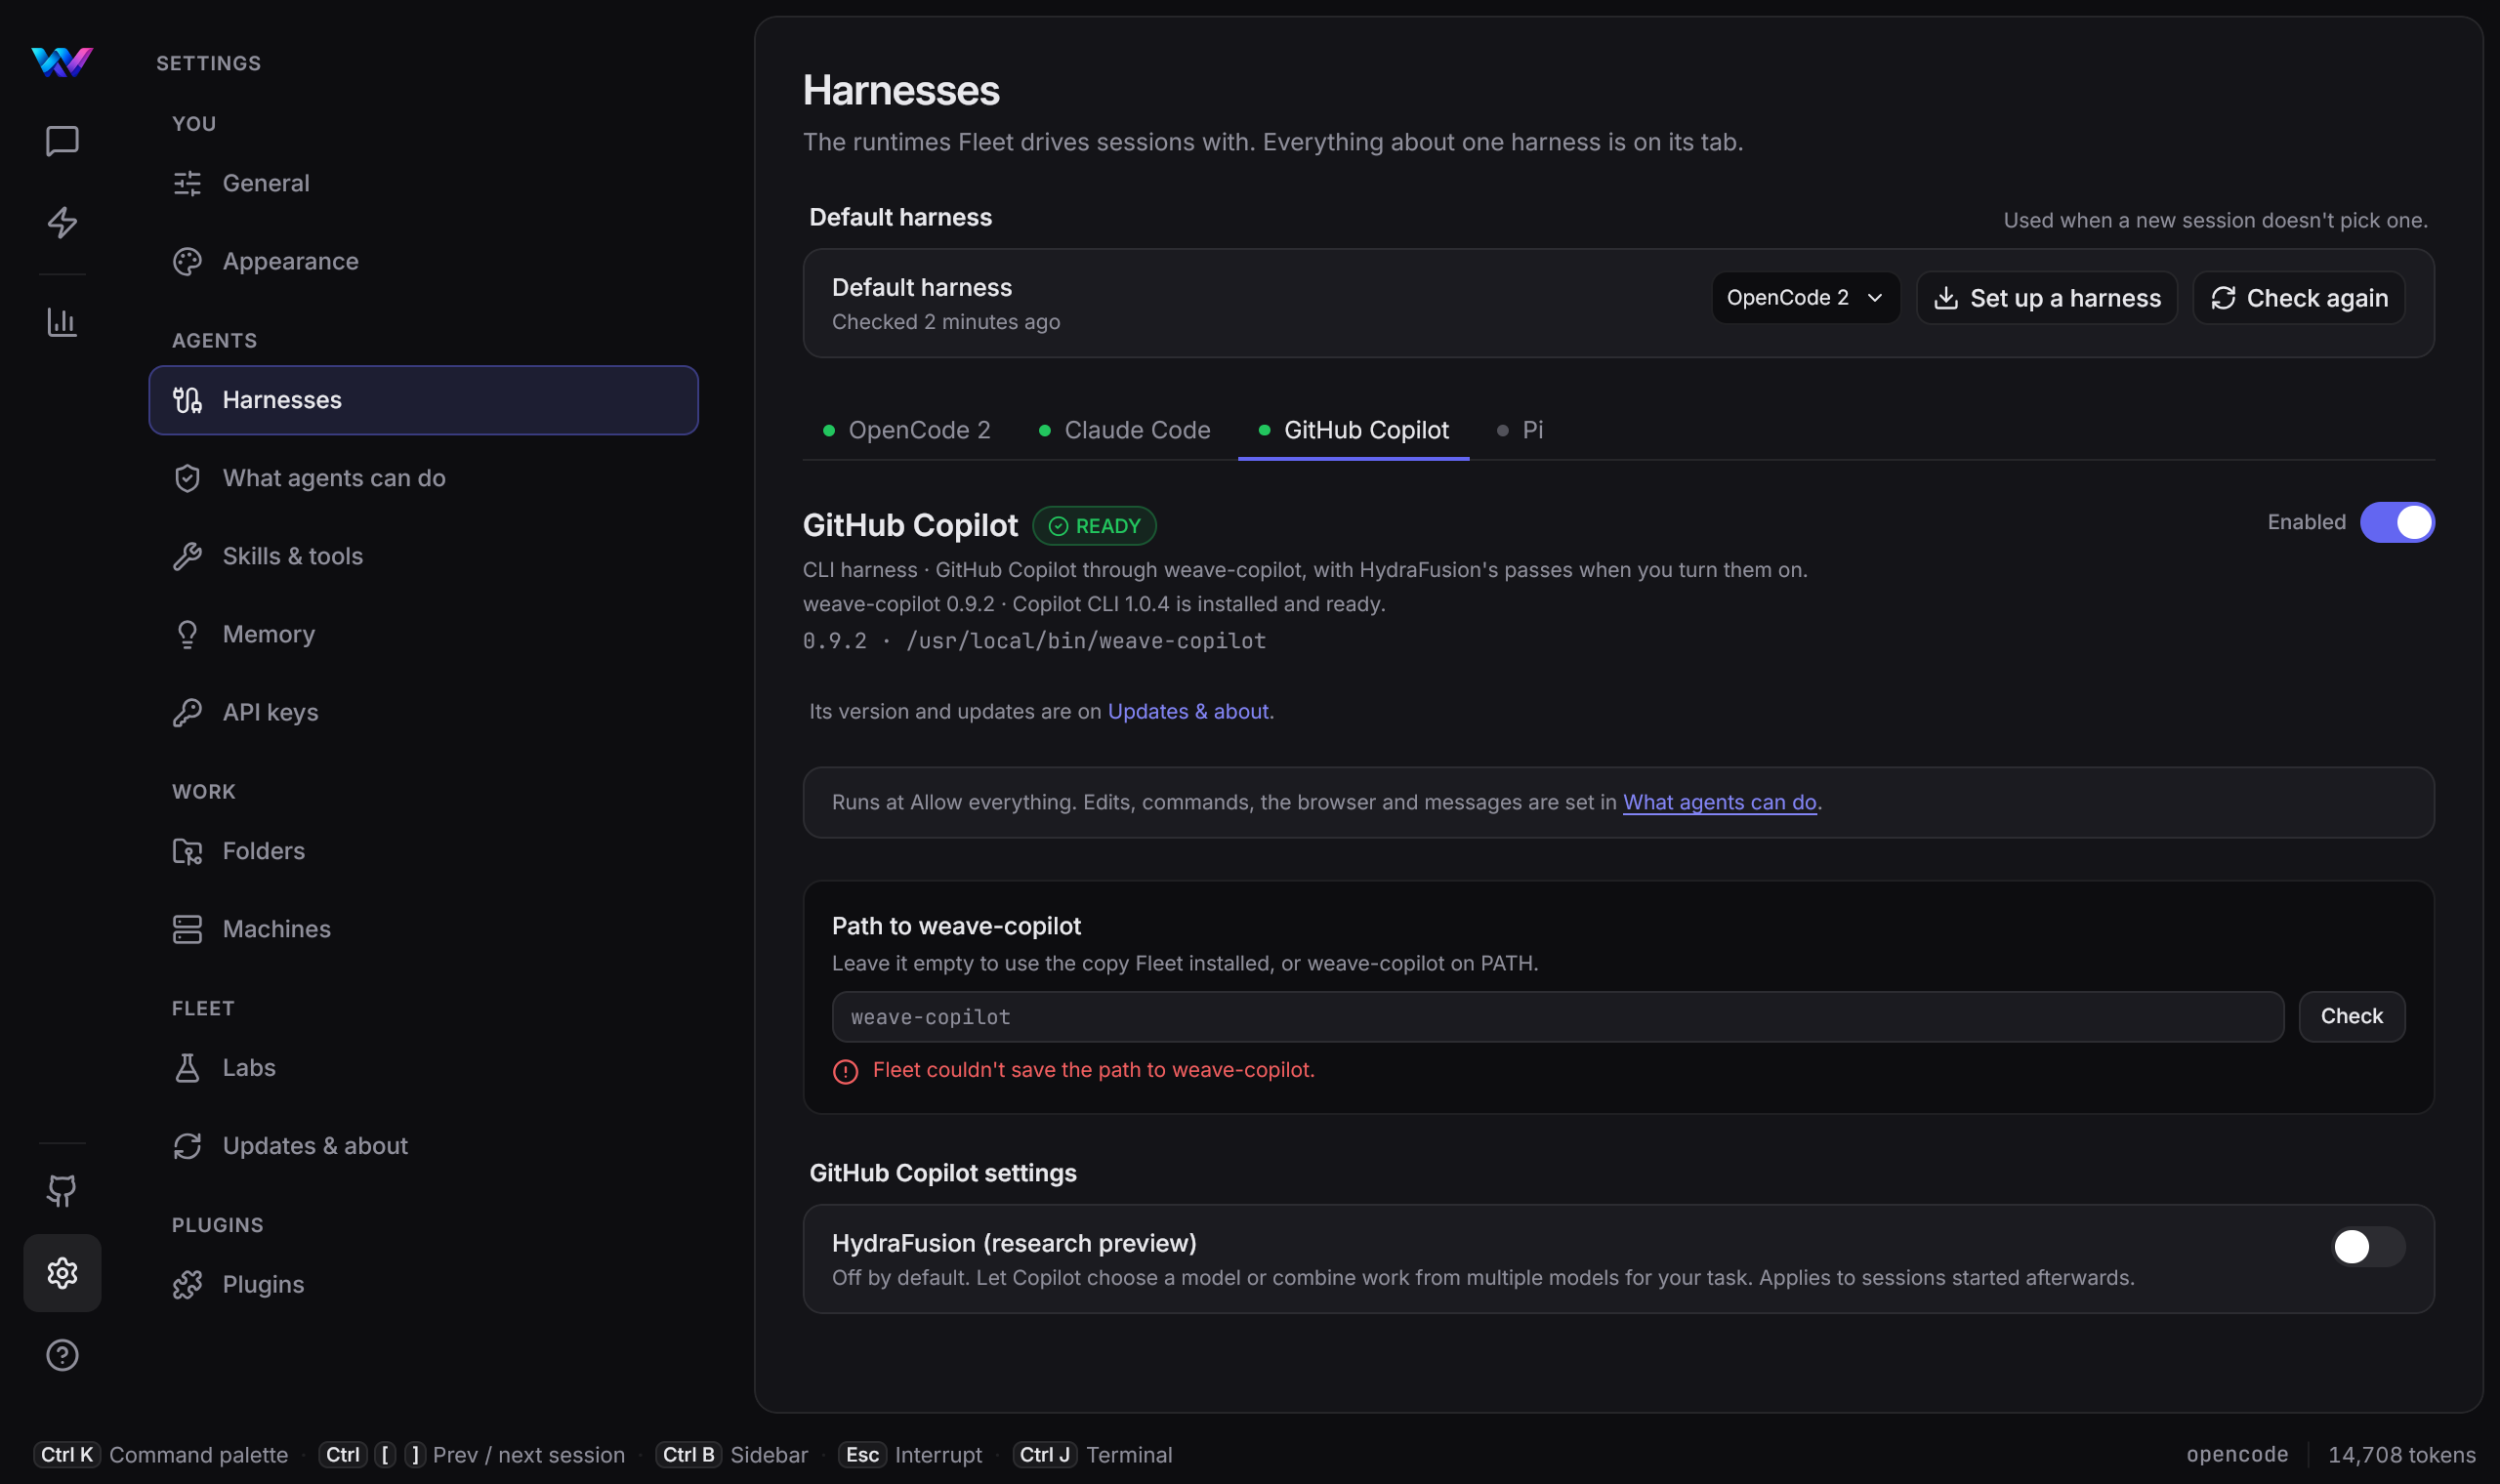 SETTINGS
YOU
General
Appearance
AGENTS
Harnesses
What agents can do
Skills & tools
Memory
API keys
WORK
Folders
Machines
FLEET
Labs
Updates & about
PLUGINS
Plugins
Harnesses
The runtimes Fleet drives sessions with. Everything about one harness is on its tab.
Default harness
Used when a new session doesn't pick one.
Default harness
Checked 2 minutes ago
OpenCode 2
Set up a harness
Check again
OpenCode 2
Claude Code
GitHub Copilot
Pi
GitHub Copilot
READY
Enabled
CLI harness · GitHub Copilot through weave-copilot, with HydraFusion's passes when you turn them on.
weave-copilot 0.9.2 · Copilot CLI 1.0.4 is installed and ready.
0.9.2 · /usr/local/bin/weave-copilot
Its version and updates are on Updates & about.
Runs at Allow everything. Edits, commands, the browser and messages are set in What agents can do.
Path to weave-copilot
Leave it empty to use the copy Fleet installed, or weave-copilot on PATH.
weave-copilot
Check
Fleet couldn't save the path to weave-copilot.
GitHub Copilot settings
HydraFusion (research preview)
Off by default. Let Copilot choose a model or combine work from multiple models for your task. Applies to sessions started afterwards.
Ctrl K Command palette · Ctrl [ ] Prev / next session · Ctrl B Sidebar · Esc Interrupt · Ctrl J Terminal
opencode
14,708 tokens